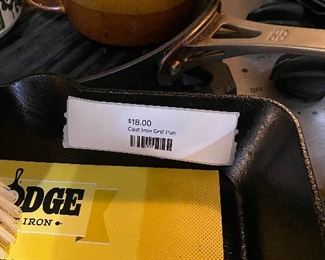 $18.00
Cast Iron Grill Pan
DGE
IRON